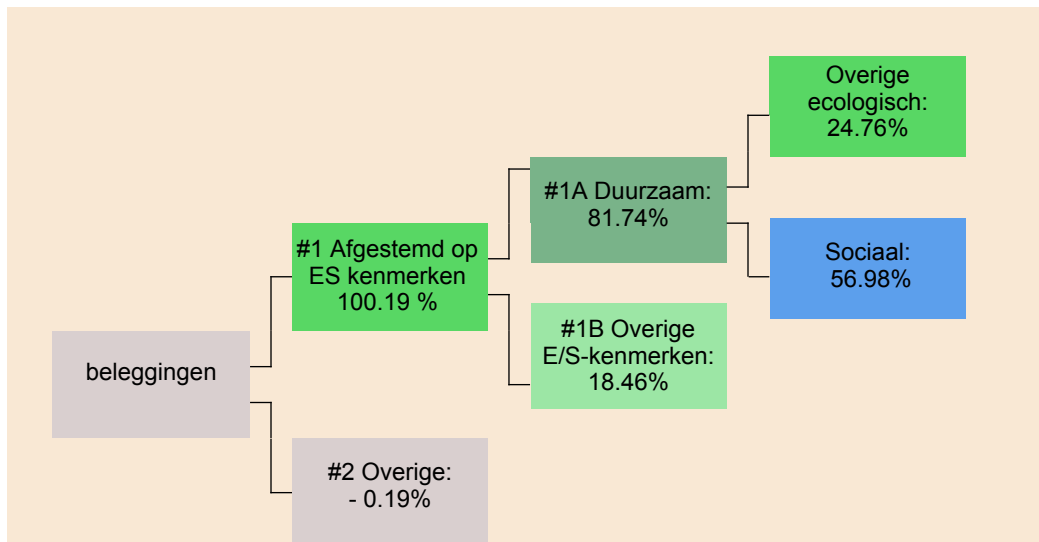 beleggingen
#1 Afgestemd op
ES kenmerken
100.19 %
#2 Overige:
- 0.19%
#1A Duurzaam:
81.74%
#1B Overige
E/S-kenmerken:
18.46%
Overige
ecologisch:
24.76%
Sociaal:
56.98%